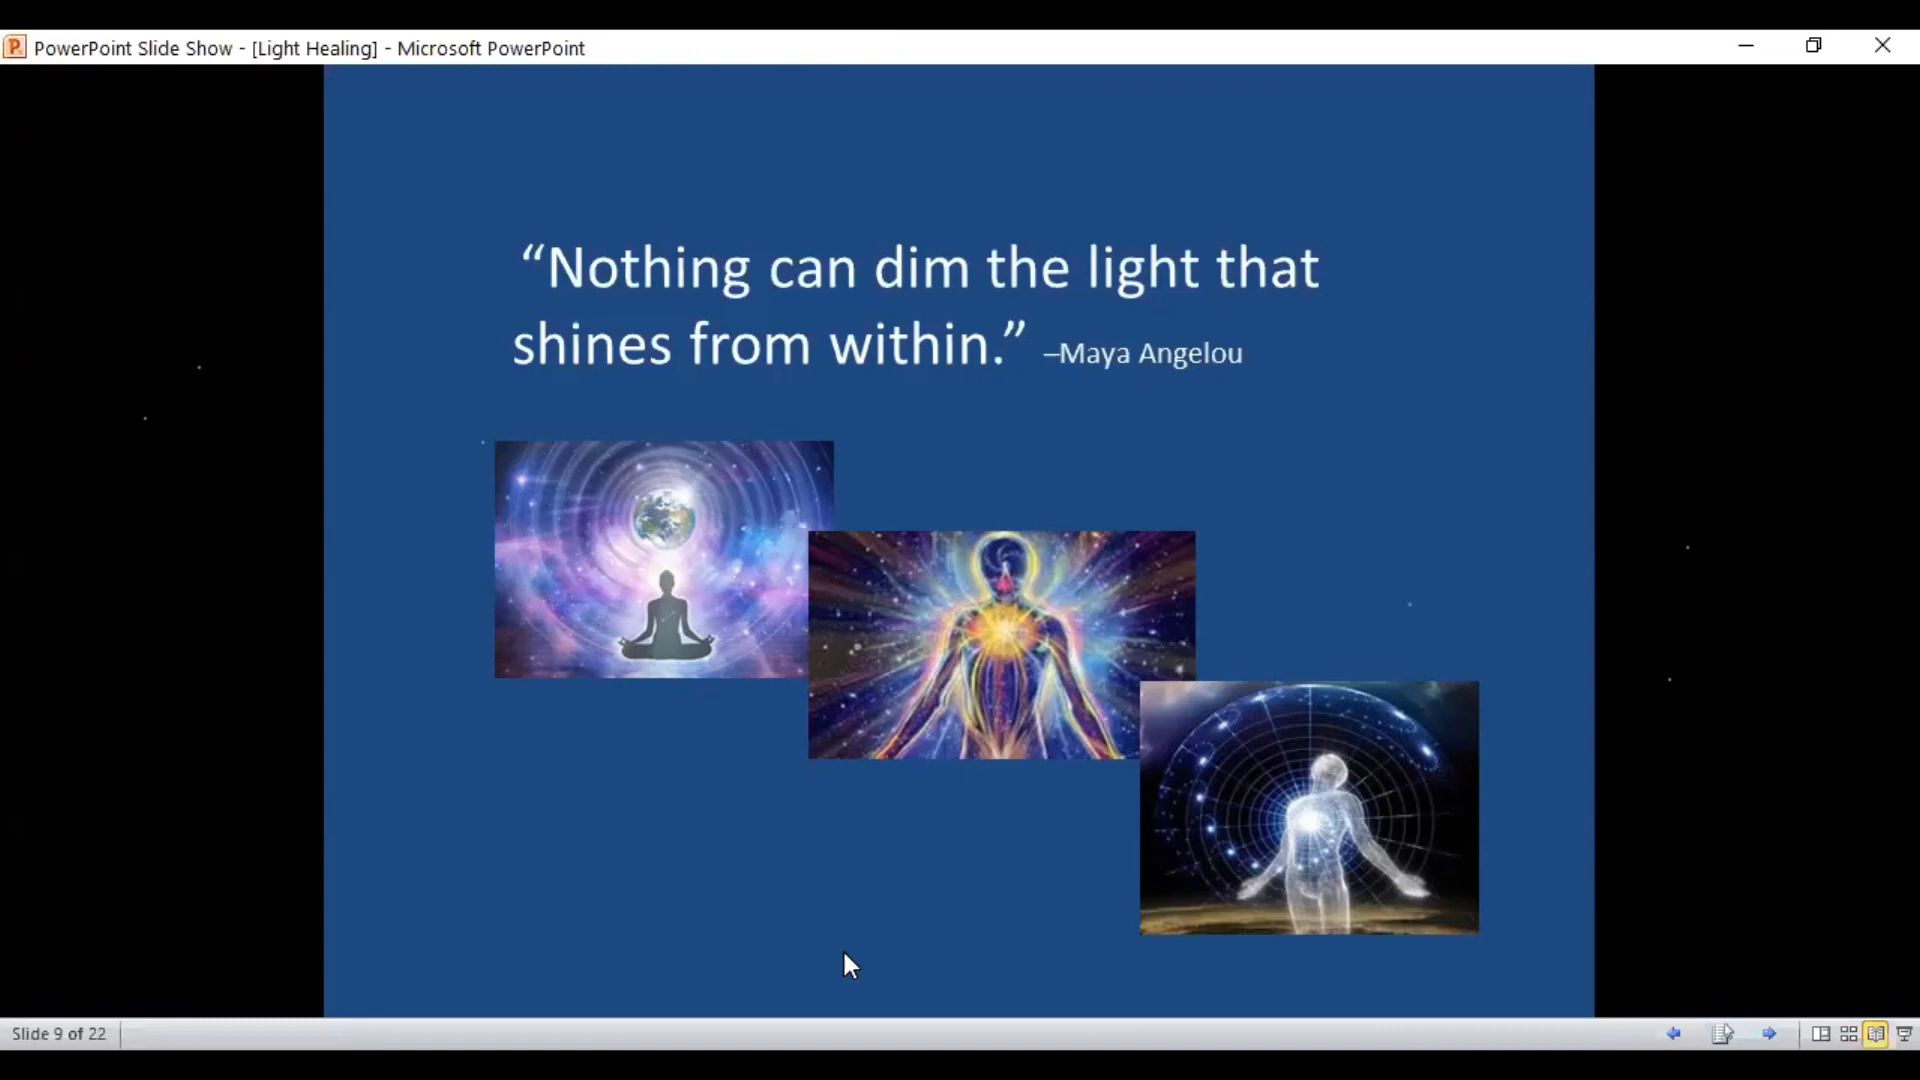 PowerPoint Slide Show - [Light Healing] - Microsoft PowerPoint
“Nothing can dim the light that
shines from within.” –Maya Angelou
Slide 9 of 22